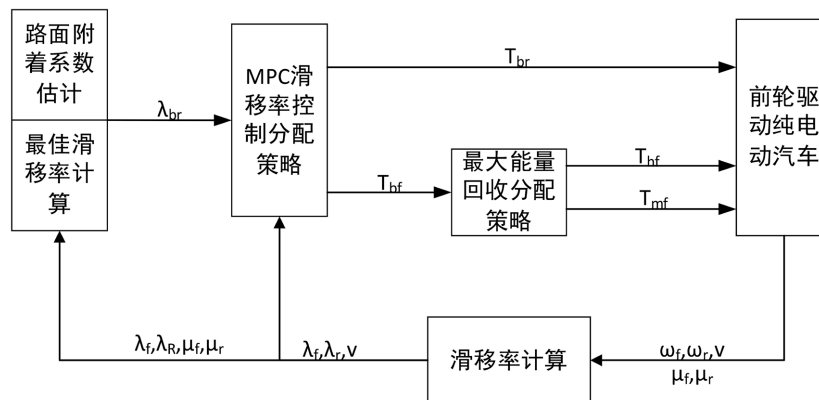 路面附
着系数
估计
最佳滑
移率计
算
λbr
MPC滑
移率控
制分配
策略
Tbr
Tbf
最大能量
回收分配
策略
Thf
Tmf
前轮驱
动纯电
动汽车
λf,λR,μf,μr
λf,λr,v
滑移率计算
ωf,ωr,v
μf,μr